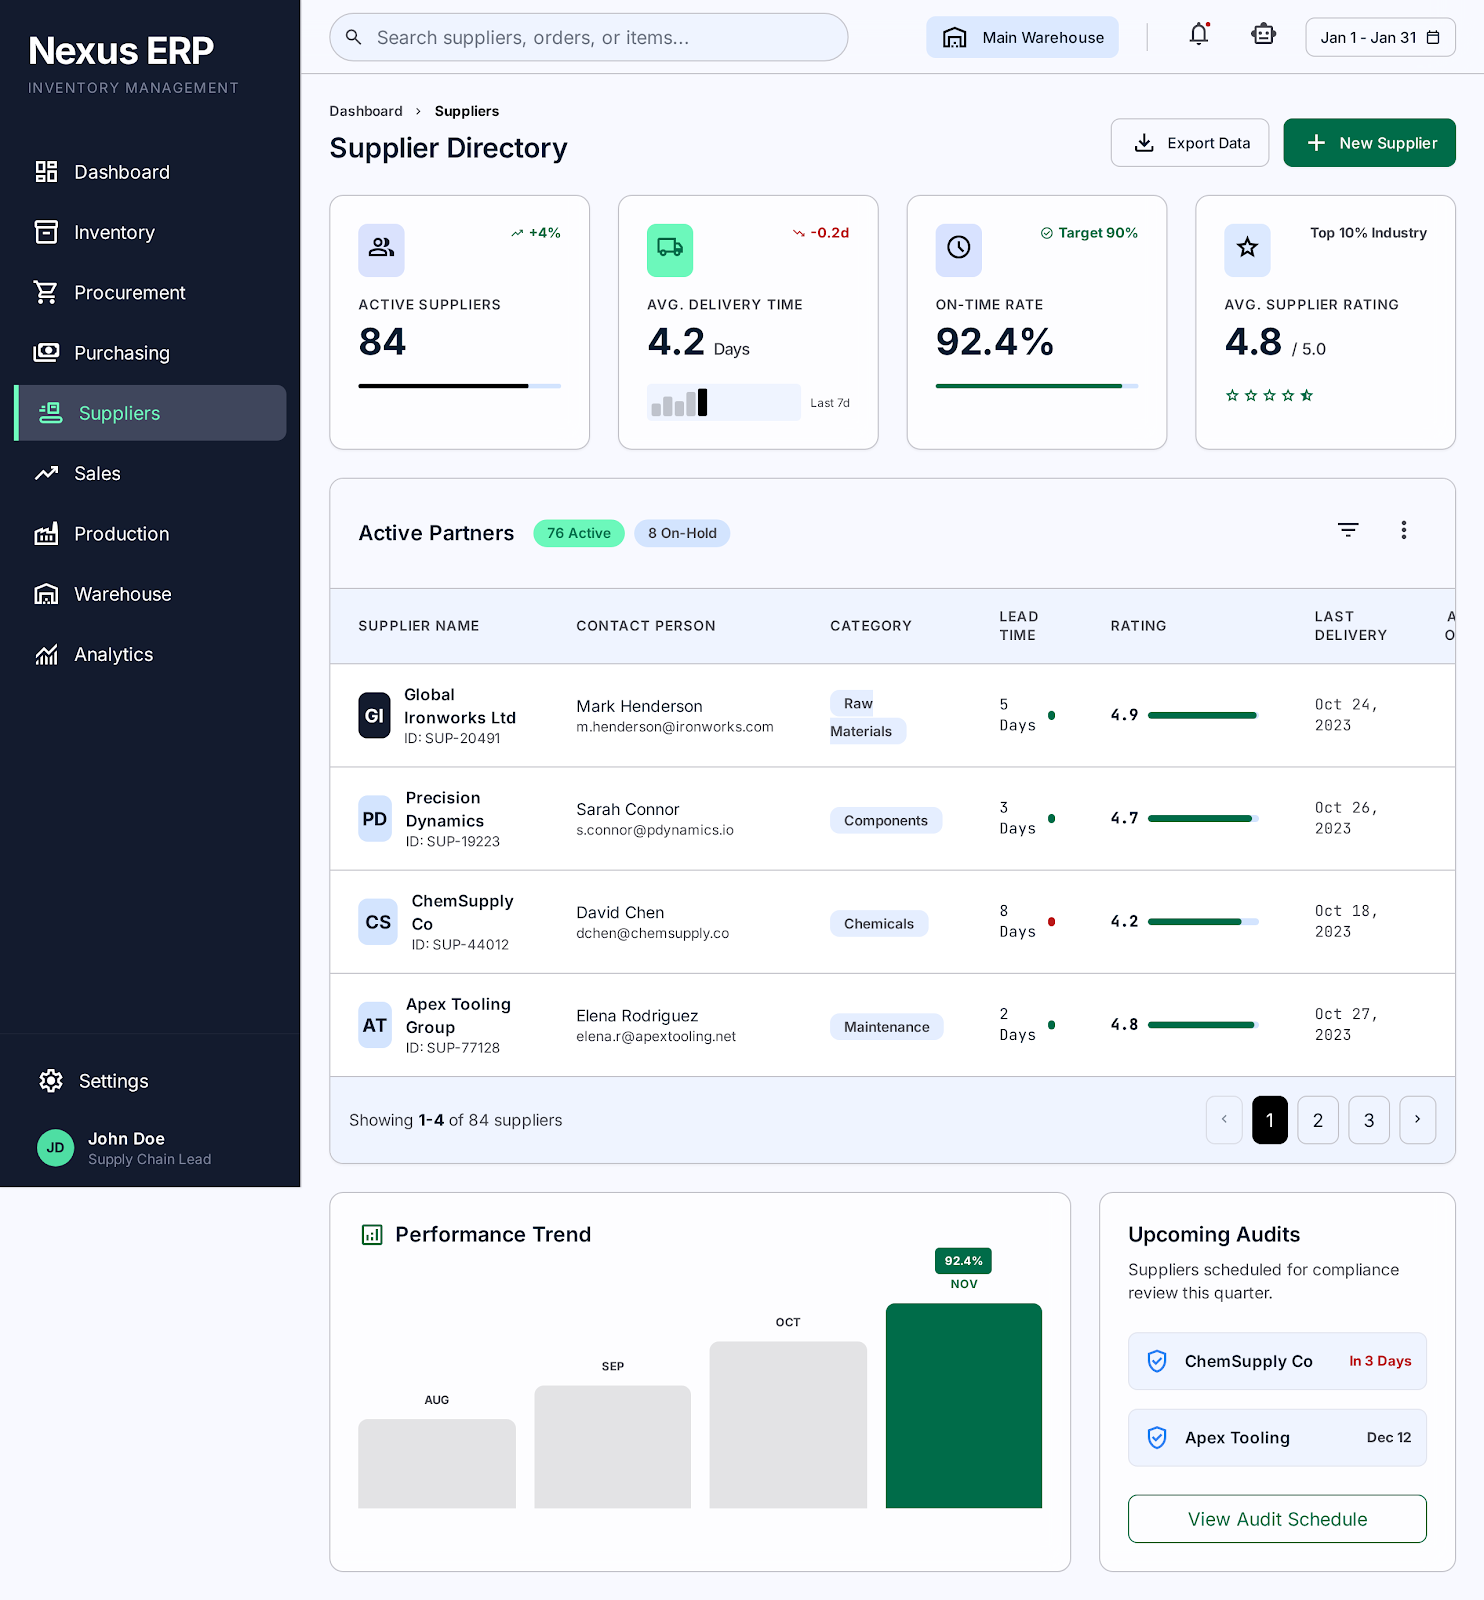 Nexus ERP
INVENTORY MANAGEMENT
Dashboard
Inventory
Procurement
Purchasing
Suppliers
Sales
Production
Warehouse
Analytics
Settings
JD
John Doe
Supply Chain Lead
Search suppliers, orders, or items...
Main Warehouse
Jan 1 - Jan 31
Dashboard › Suppliers
Supplier Directory
Export Data
New Supplier
+4%
ACTIVE SUPPLIERS
84
-0.2d
AVG. DELIVERY TIME
4.2 Days
Last 7d
Target 90%
ON-TIME RATE
92.4%
Top 10% Industry
AVG. SUPPLIER RATING
4.8 / 5.0
Active Partners
76 Active
8 On-Hold
SUPPLIER NAME
CONTACT PERSON
CATEGORY
LEAD
TIME
RATING
LAST
DELIVERY
A
O
GI
Global
Ironworks Ltd
ID: SUP-20491
Mark Henderson
m.henderson@ironworks.com
Raw
Materials
5
Days
4.9
Oct 24,
2023
PD
Precision
Dynamics
ID: SUP-19223
Sarah Connor
s.connor@pdynamics.io
Components
3
Days
4.7
Oct 26,
2023
CS
ChemSupply
Co
ID: SUP-44012
David Chen
dchen@chemsupply.co
Chemicals
8
Days
4.2
Oct 18,
2023
AT
Apex Tooling
Group
ID: SUP-77128
Elena Rodriguez
elena.r@apextooling.net
Maintenance
2
Days
4.8
Oct 27,
2023
Showing 1-4 of 84 suppliers
‹
1
2
3
›
Performance Trend
AUG
SEP
OCT
92.4%
NOV
Upcoming Audits
Suppliers scheduled for compliance
review this quarter.
ChemSupply Co
In 3 Days
Apex Tooling
Dec 12
View Audit Schedule